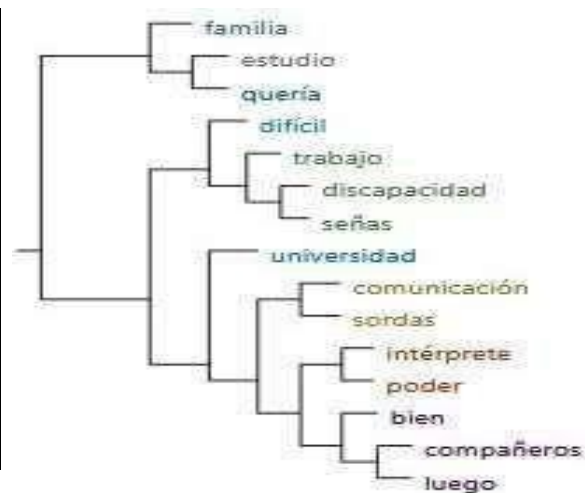 familia
estudio
quería
difícil
trabajo
discapacidad
señas
universidad
comunicación
sordas
intérprete
poder
bien
compañeros
luego